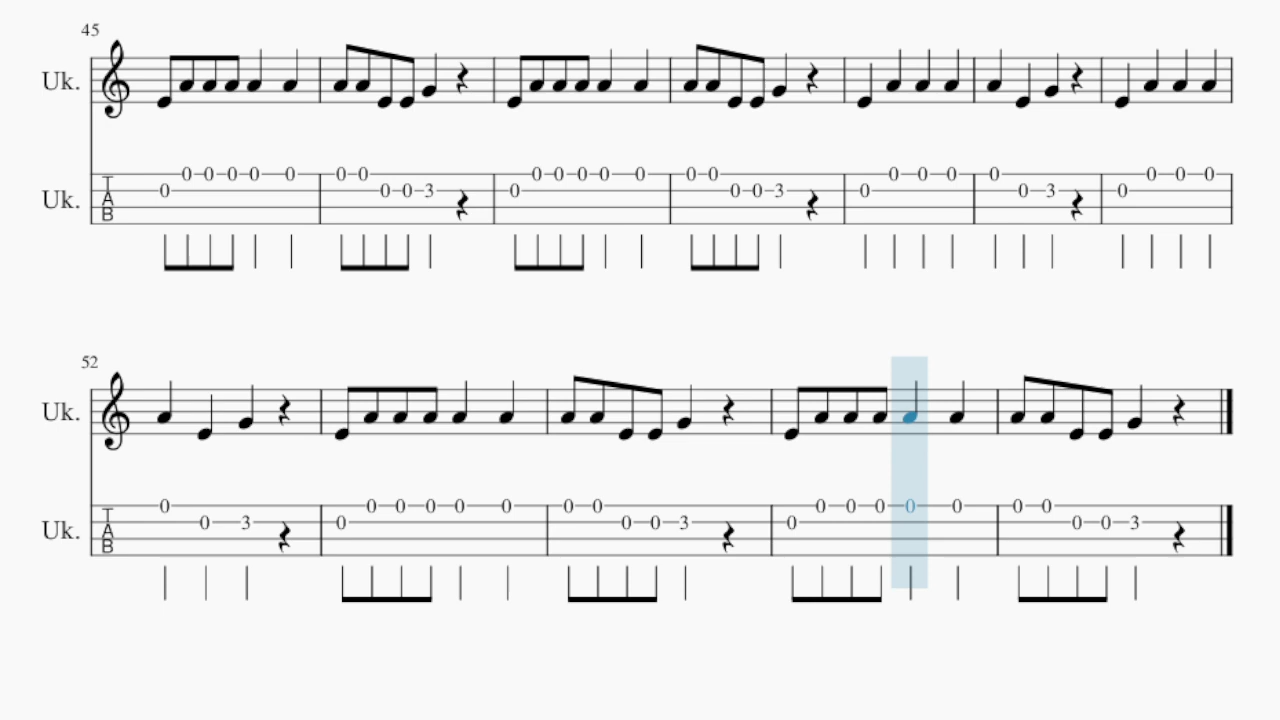 45
Uk.
0 0 0 0 0 0 0 0 0 0 0 0 0 0 0 0 0 0 0 0
Uk. TAB 0 0 0 3 0 0 0 3 0 0 3 0
52
Uk.
0 0 0 0 0 0 0 0 0 0 0 0 0 0 0
Uk. TAB 0 3 0 0 0 3 0 0 0 3